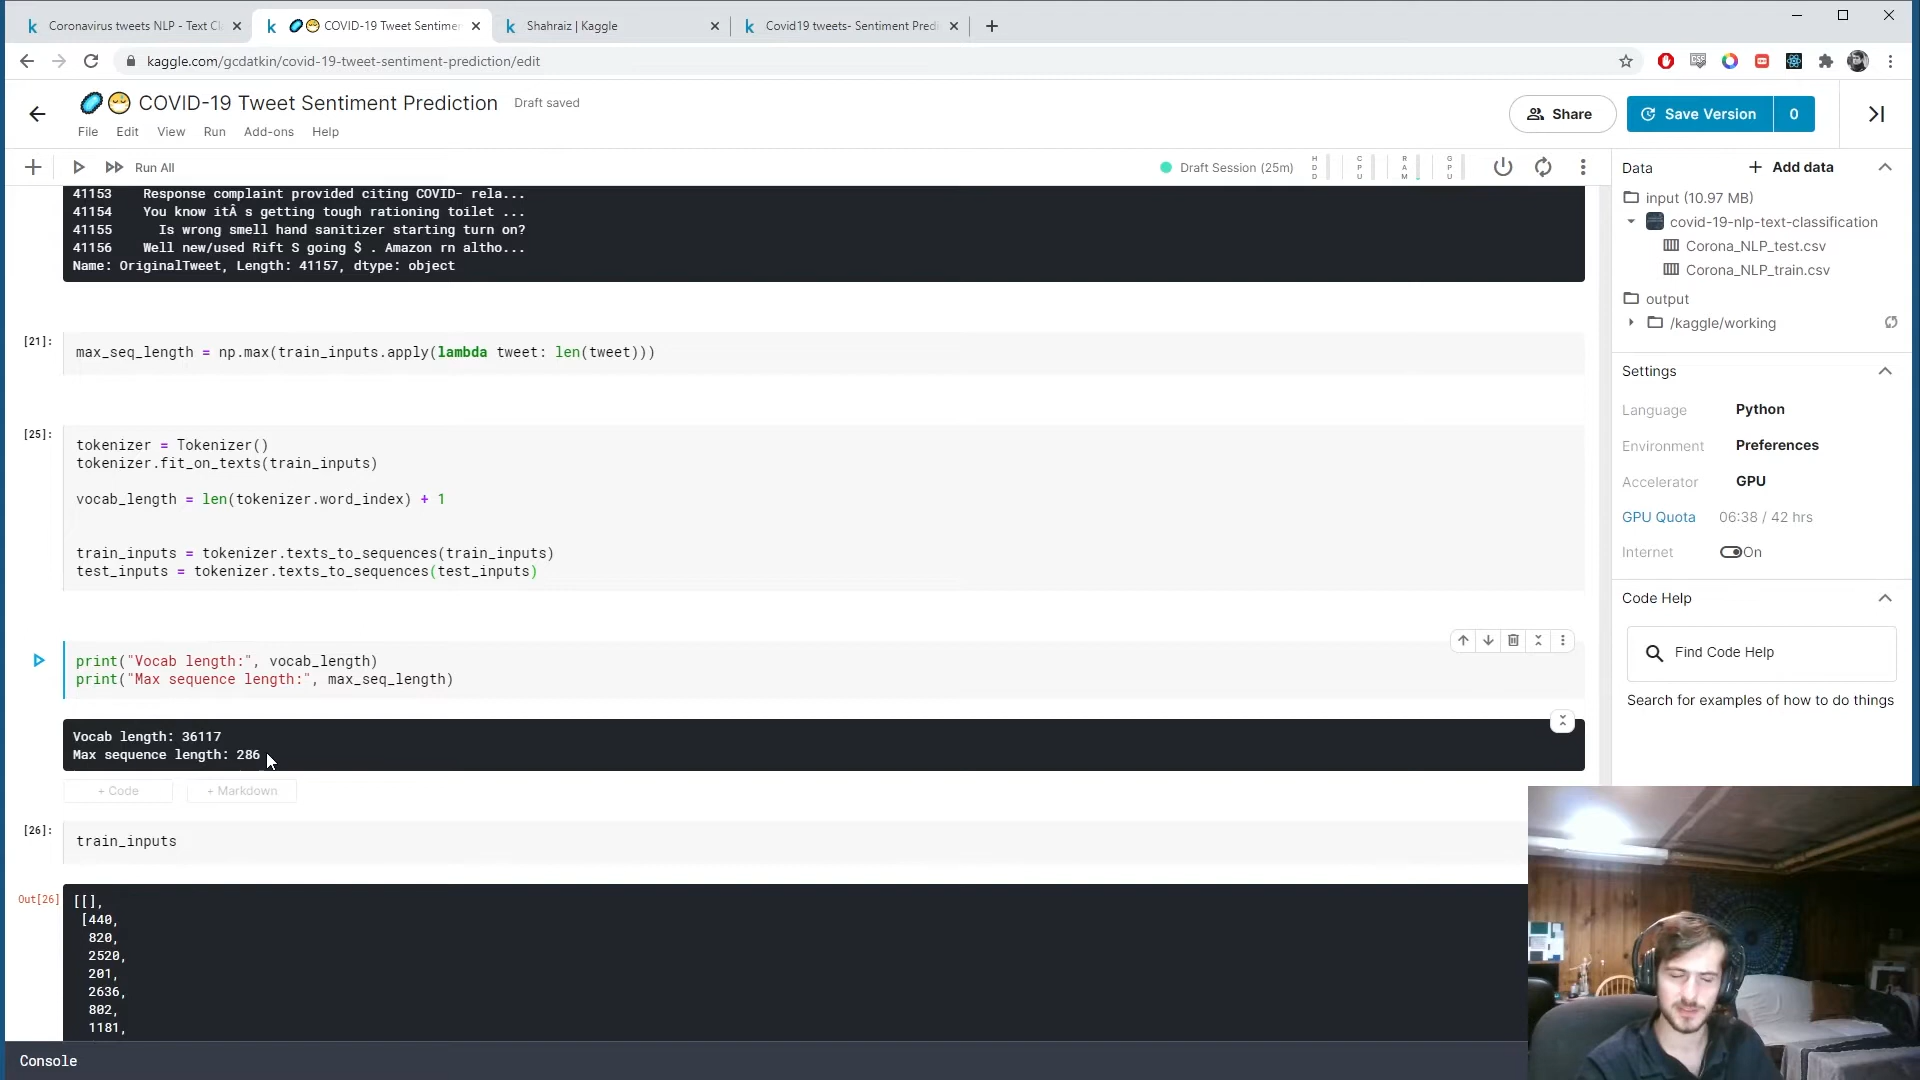 Coronavirus tweets NLP - Text Cl
COVID-19 Tweet Sentimen
Shahraiz | Kaggle
Covid19 tweets- Sentiment Predi
kaggle.com/gcdatkin/covid-19-tweet-sentiment-prediction/edit
COVID-19 Tweet Sentiment Prediction
Draft saved
File Edit View Run Add-ons Help
Share
Save Version 0
Run All
Draft Session (25m)
HDD
CPU
RAM
GPU
41153 Response complaint provided citing COVID- rela...
41154 You know itÂ s getting tough rationing toilet ...
41155 Is wrong smell hand sanitizer starting turn on?
41156 Well new/used Rift S going $ . Amazon rn altho...
Name: OriginalTweet, Length: 41157, dtype: object
[21]:
max_seq_length = np.max(train_inputs.apply(lambda tweet: len(tweet)))
[25]:
tokenizer = Tokenizer()
tokenizer.fit_on_texts(train_inputs)
vocab_length = len(tokenizer.word_index) + 1
train_inputs = tokenizer.texts_to_sequences(train_inputs)
test_inputs = tokenizer.texts_to_sequences(test_inputs)
print("Vocab length:", vocab_length)
print("Max sequence length:", max_seq_length)
Vocab length: 36117
Max sequence length: 286
+ Code + Markdown
[26]:
train_inputs
Out[26]
[[],
[440,
820,
2520,
201,
2636,
802,
1181,
Console
Data
Add data
input (10.97 MB)
covid-19-nlp-text-classification
Corona_NLP_test.csv
Corona_NLP_train.csv
output
/kaggle/working
Settings
Language Python
Environment Preferences
Accelerator GPU
GPU Quota 06:38 / 42 hrs
Internet On
Code Help
Find Code Help
Search for examples of how to do things